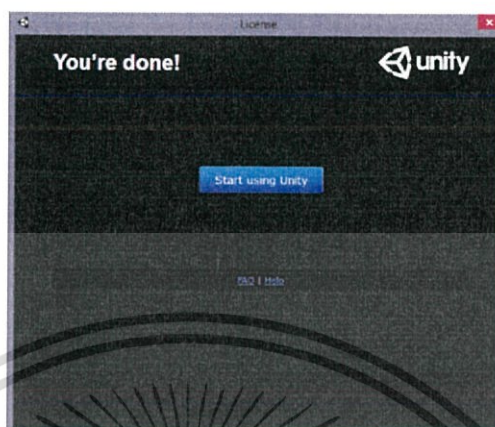 License
You're done!
unity
Start using Unity
FAQ | Help